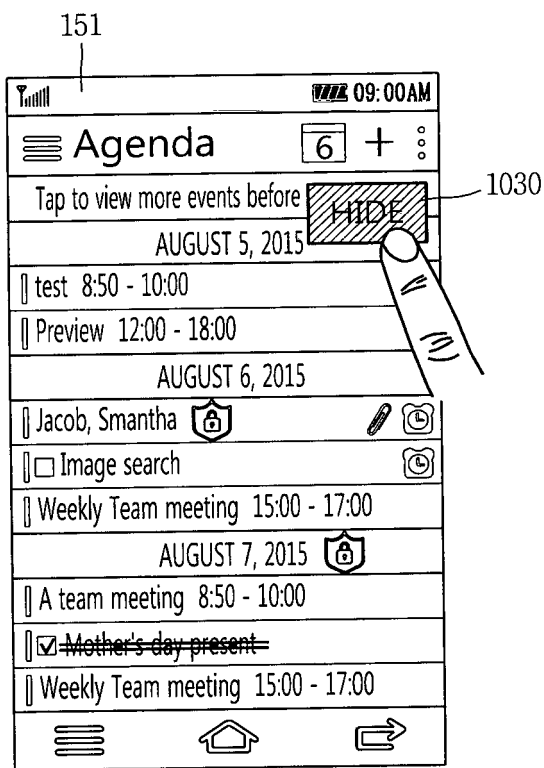 151
09:00AM
Agenda 6 +
Tap to view more events before
HIDE
1030
AUGUST 5, 2015
test 8:50 - 10:00
Preview 12:00 - 18:00
AUGUST 6, 2015
Jacob, Smantha
Image search
Weekly Team meeting 15:00 - 17:00
AUGUST 7, 2015
A team meeting 8:50 - 10:00
Mother's day present
Weekly Team meeting 15:00 - 17:00